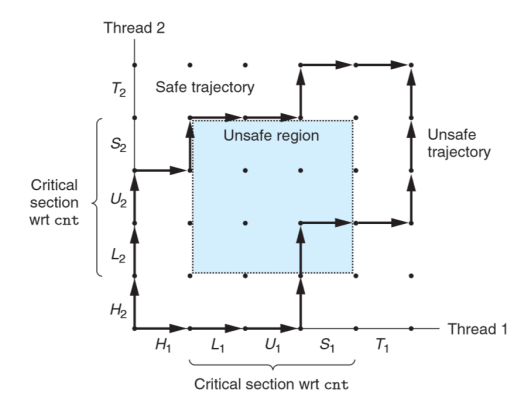 Thread 2
T2
Safe trajectory
Unsafe region
Unsafe
trajectory
S2
Critical
section
wrt cnt
U2
L2
H2
Thread 1
H1
L1
U1
S1
T1
Critical section wrt cnt